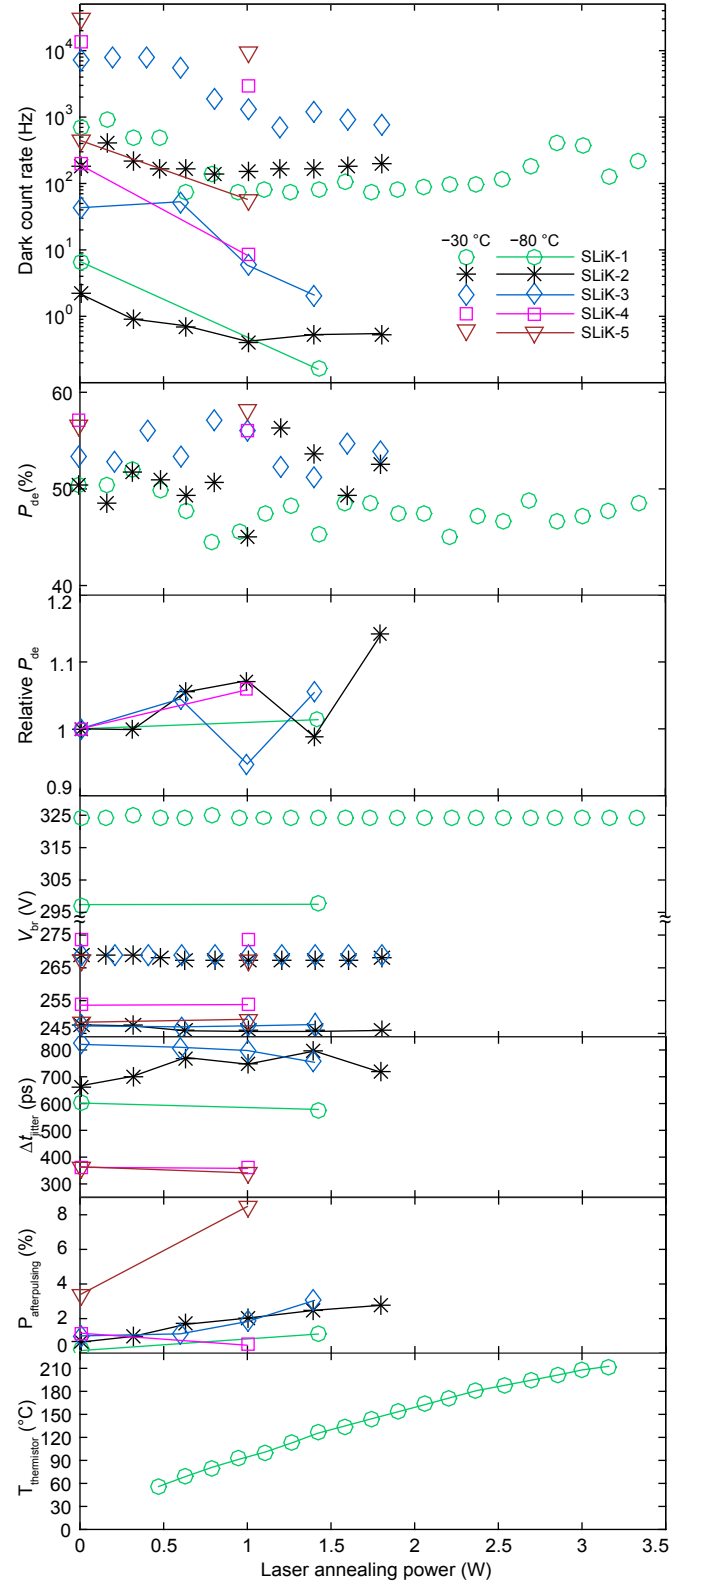 Dark count rate (Hz)
10⁴
10³
10²
10¹
10⁰
−30 °C −80 °C
SLiK-1
SLiK-2
SLiK-3
SLiK-4
SLiK-5
P_de (%)
60
50
40
Relative P_de
1.2
1.1
1
0.9
V_br (V)
325
315
305
295
275
265
255
245
Δt_jitter (ps)
800
700
600
500
400
300
P_afterpulsing (%)
8
6
4
2
0
T_thermistor (°C)
210
180
150
120
90
60
30
0
0 0.5 1 1.5 2 2.5 3 3.5
Laser annealing power (W)